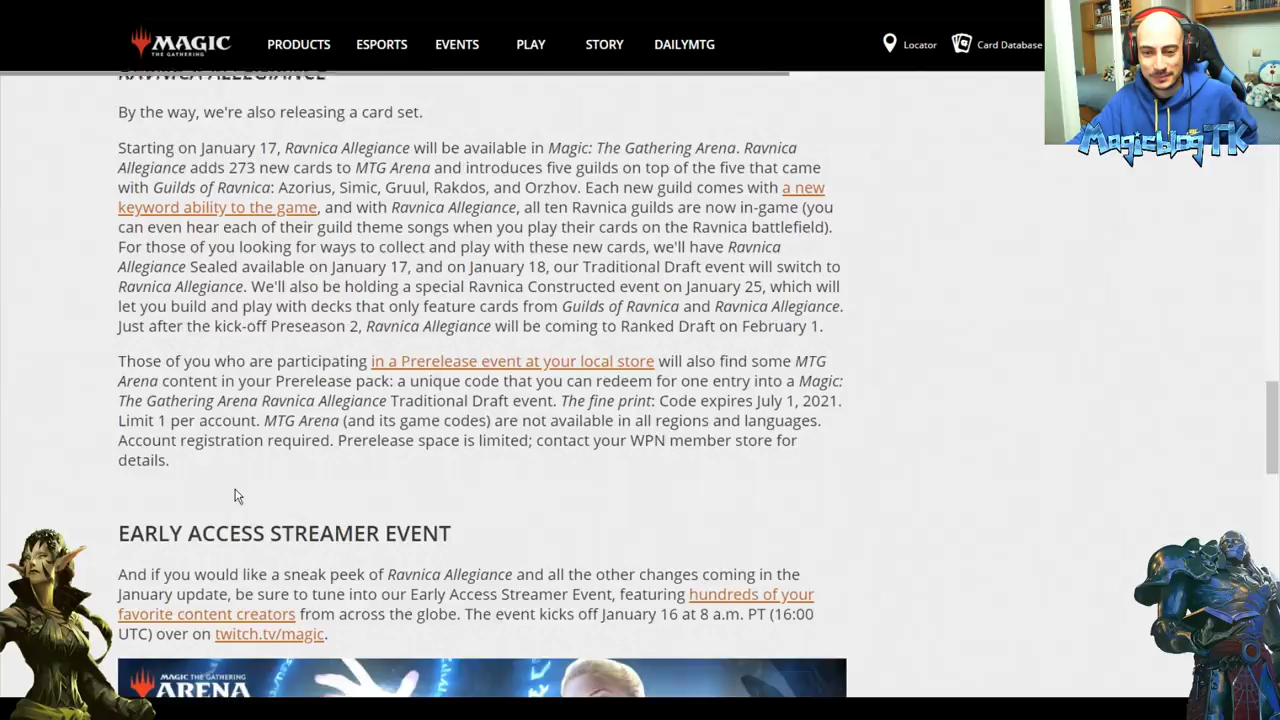 MAGIC
THE GATHERING
PRODUCTS
ESPORTS
EVENTS
PLAY
STORY
DAILYMTG
Locator
Card Database
MagicblogTK
RAVNICA ALLEGIANCE
By the way, we're also releasing a card set.
Starting on January 17, Ravnica Allegiance will be available in Magic: The Gathering Arena. Ravnica
Allegiance adds 273 new cards to MTG Arena and introduces five guilds on top of the five that came
with Guilds of Ravnica: Azorius, Simic, Gruul, Rakdos, and Orzhov. Each new guild comes with a new
keyword ability to the game, and with Ravnica Allegiance, all ten Ravnica guilds are now in-game (you
can even hear each of their guild theme songs when you play their cards on the Ravnica battlefield).
For those of you looking for ways to collect and play with these new cards, we'll have Ravnica
Allegiance Sealed available on January 17, and on January 18, our Traditional Draft event will switch to
Ravnica Allegiance. We'll also be holding a special Ravnica Constructed event on January 25, which will
let you build and play with decks that only feature cards from Guilds of Ravnica and Ravnica Allegiance.
Just after the kick-off Preseason 2, Ravnica Allegiance will be coming to Ranked Draft on February 1.
Those of you who are participating in a Prerelease event at your local store will also find some MTG
Arena content in your Prerelease pack: a unique code that you can redeem for one entry into a Magic:
The Gathering Arena Ravnica Allegiance Traditional Draft event. The fine print: Code expires July 1, 2021.
Limit 1 per account. MTG Arena (and its game codes) are not available in all regions and languages.
Account registration required. Prerelease space is limited; contact your WPN member store for
details.
EARLY ACCESS STREAMER EVENT
And if you would like a sneak peek of Ravnica Allegiance and all the other changes coming in the
January update, be sure to tune into our Early Access Streamer Event, featuring hundreds of your
favorite content creators from across the globe. The event kicks off January 16 at 8 a.m. PT (16:00
UTC) over on twitch.tv/magic.
MAGIC THE GATHERING
ARENA